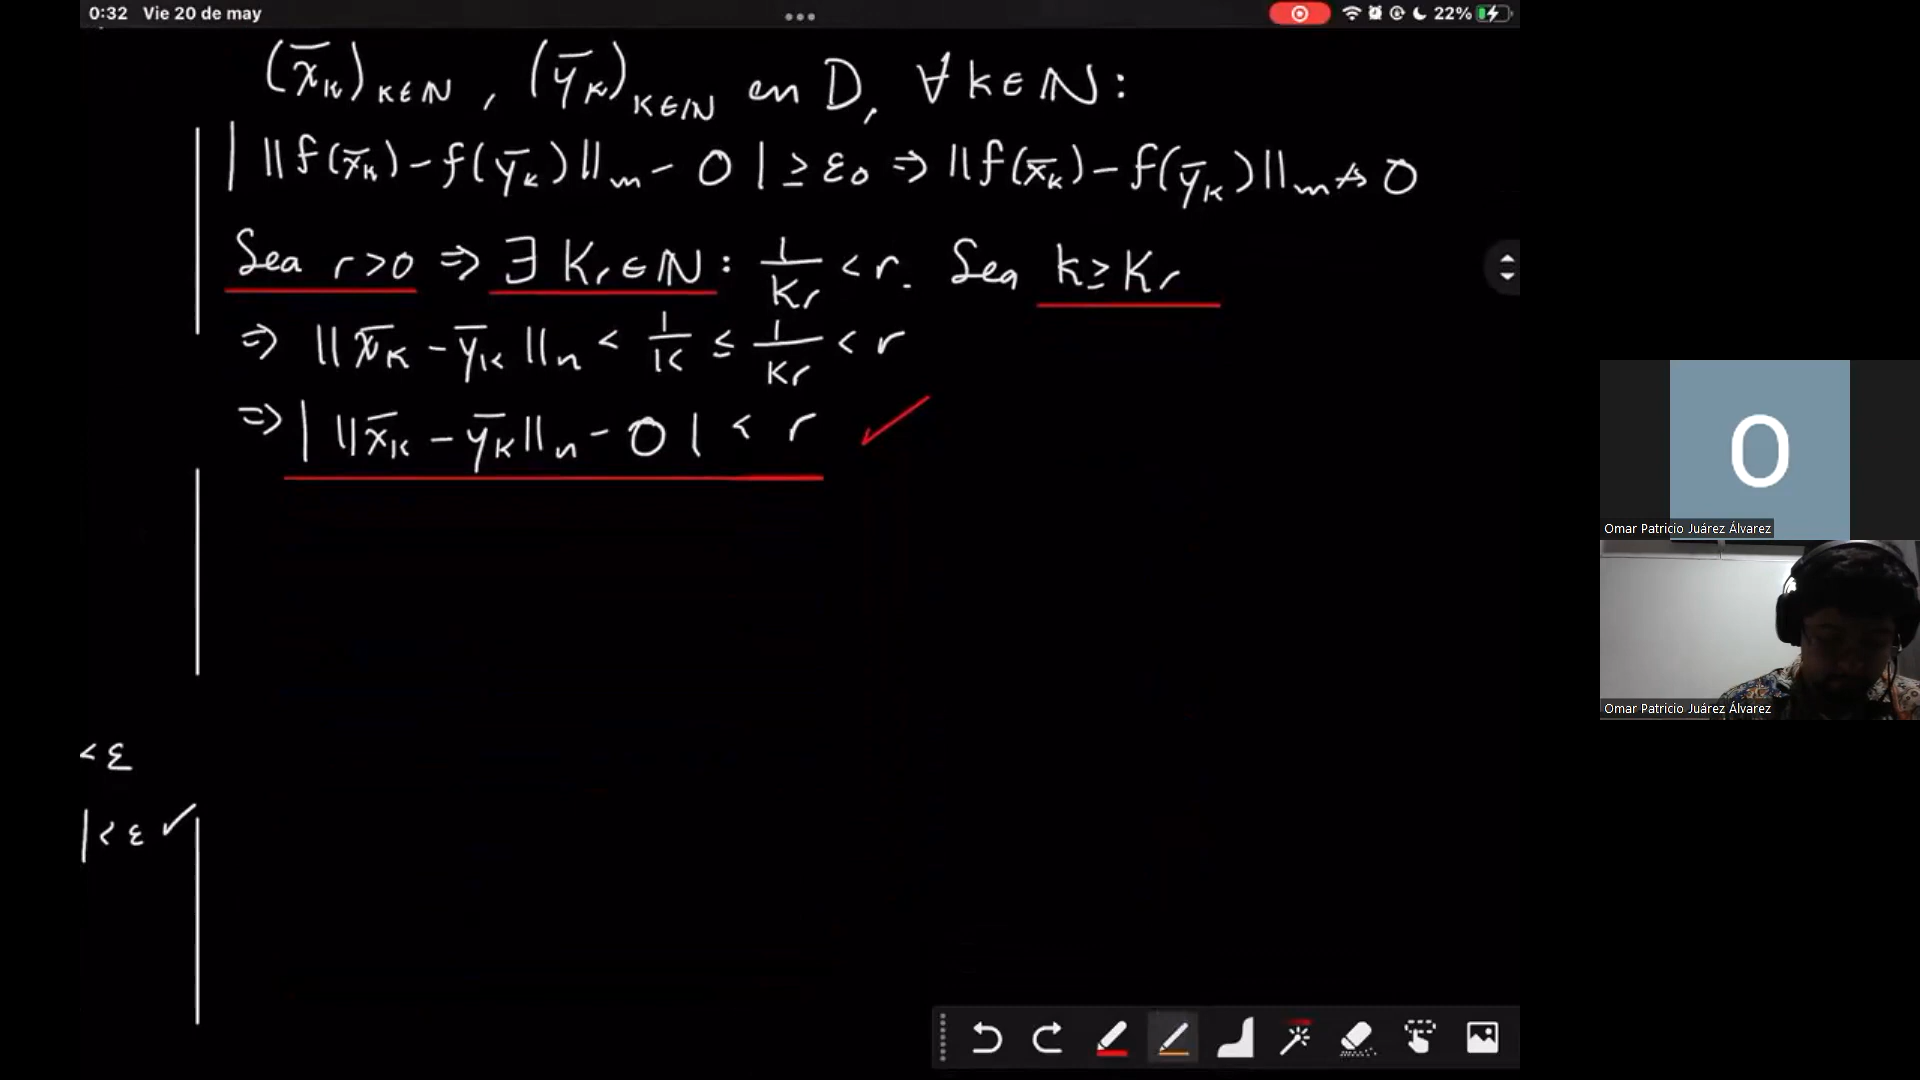 0:32 Vie 20 de may
22%
(x̄ₖ)ₖ∈ℕ , (ȳₖ)ₖ∈ℕ en D, ∀ k∈ℕ:
| ||f(x̄ₖ) − f(ȳₖ)||ₘ − 0 | ≥ ε₀ ⇒ ||f(x̄ₖ) − f(ȳₖ)||ₘ ↛ 0
Sea r>0 ⇒ ∃ Kᵣ∈ℕ : 1/Kᵣ < r. Sea k ≥ Kᵣ
⇒ ||x̄ₖ − ȳₖ||ₙ < 1/k ≤ 1/Kᵣ < r
⇒ | ||x̄ₖ − ȳₖ||ₙ − 0 | < r ✓
< ε
| < ε ✓
O
Omar Patricio Juárez Álvarez
Omar Patricio Juárez Álvarez